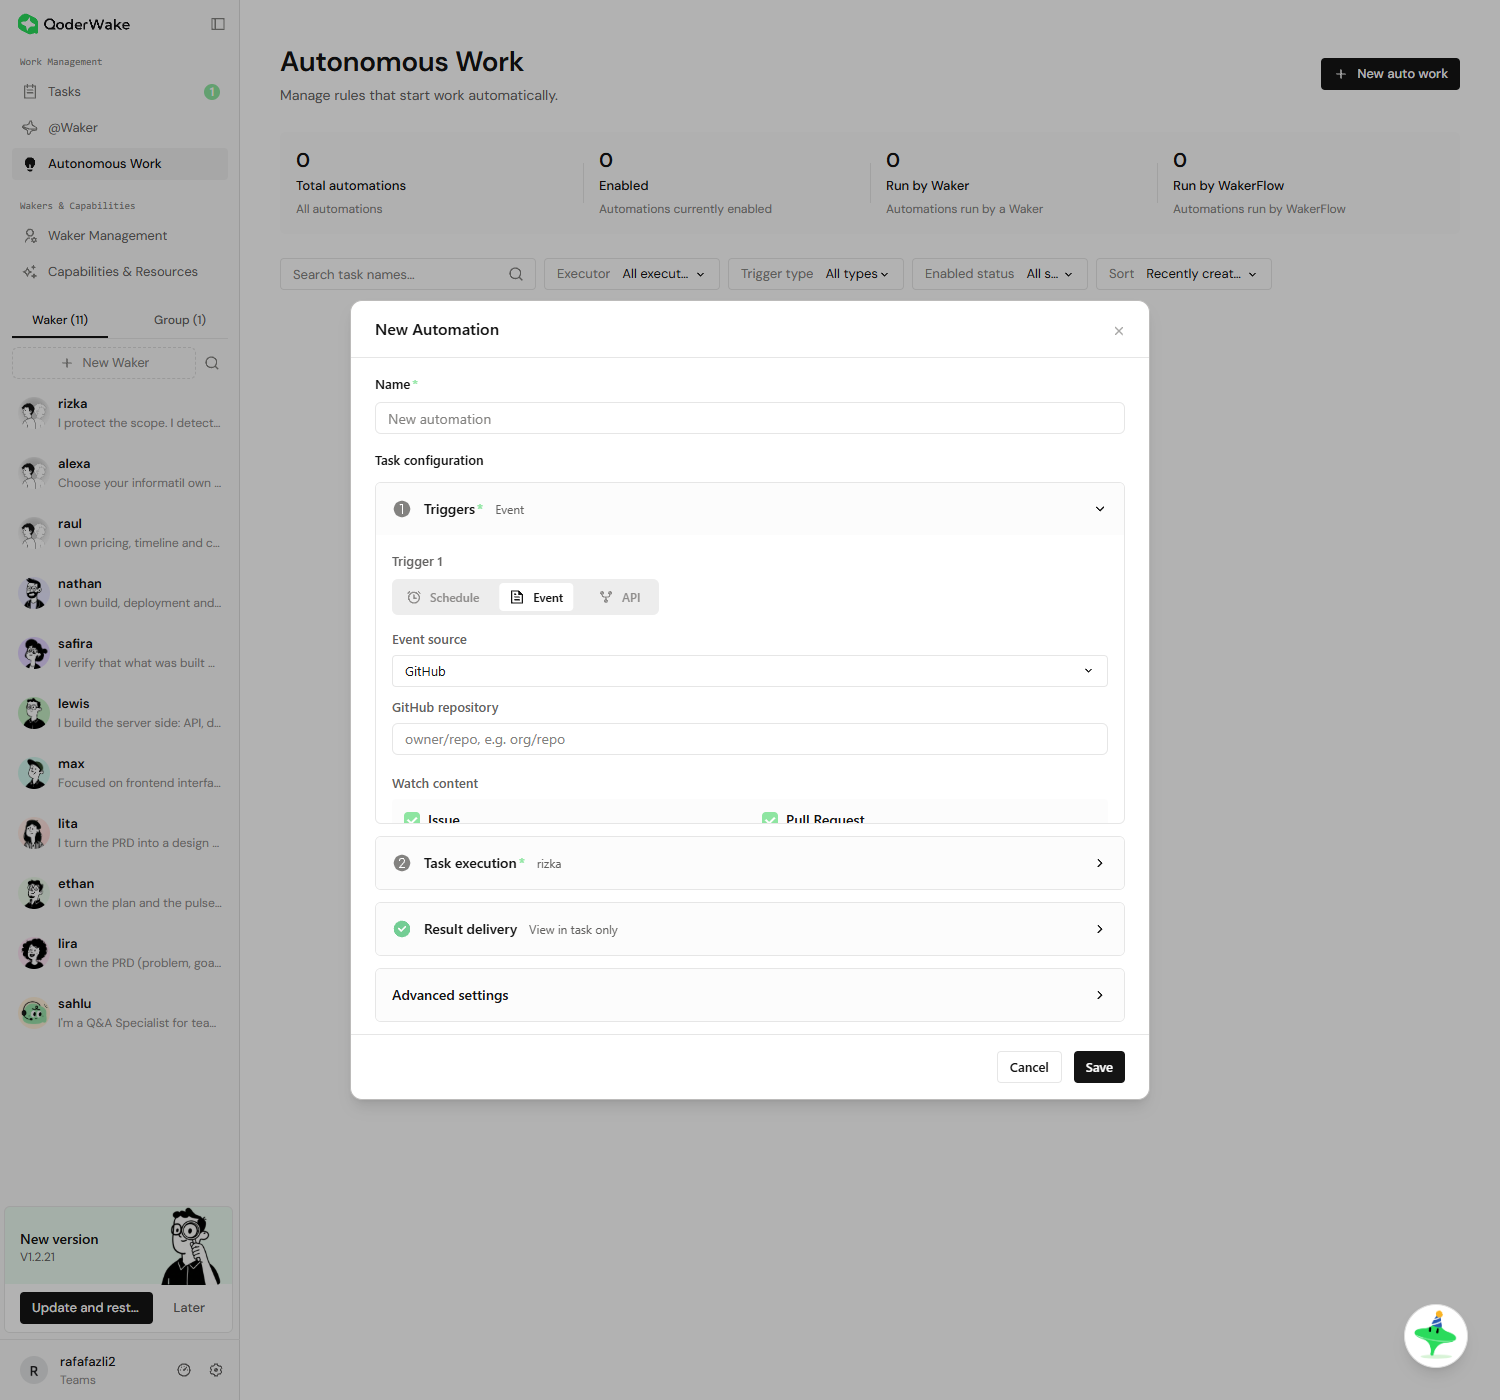 QoderWake
Work Management
Tasks
1
@Waker
Autonomous Work
Wakers & Capabilities
Waker Management
Capabilities & Resources
Waker (11)
Group (1)
New Waker
rizka
I protect the scope. I detect...
alexa
Choose your informatil own ...
raul
I own pricing, timeline and c...
nathan
I own build, deployment and...
safira
I verify that what was built ...
lewis
I build the server side: API, d...
max
Focused on frontend interfa...
lita
I turn the PRD into a design ...
ethan
I own the plan and the pulse...
lira
I own the PRD (problem, goa...
sahlu
I'm a Q&A Specialist for tea...
New version
V1.2.21
Update and rest...
Later
R
rafafazli2
Teams
Autonomous Work
Manage rules that start work automatically.
New auto work
0
Total automations
All automations
0
Enabled
Automations currently enabled
0
Run by Waker
Automations run by a Waker
0
Run by WakerFlow
Automations run by WakerFlow
Search task names...
Executor All execut...
Trigger type All types
Enabled status All s...
Sort Recently creat...
New Automation
Name*
New automation
Task configuration
1 Triggers* Event
Trigger 1
Schedule
Event
API
Event source
GitHub
GitHub repository
owner/repo, e.g. org/repo
Watch content
Issue
Pull Request
2 Task execution* rizka
Result delivery View in task only
Advanced settings
Cancel
Save